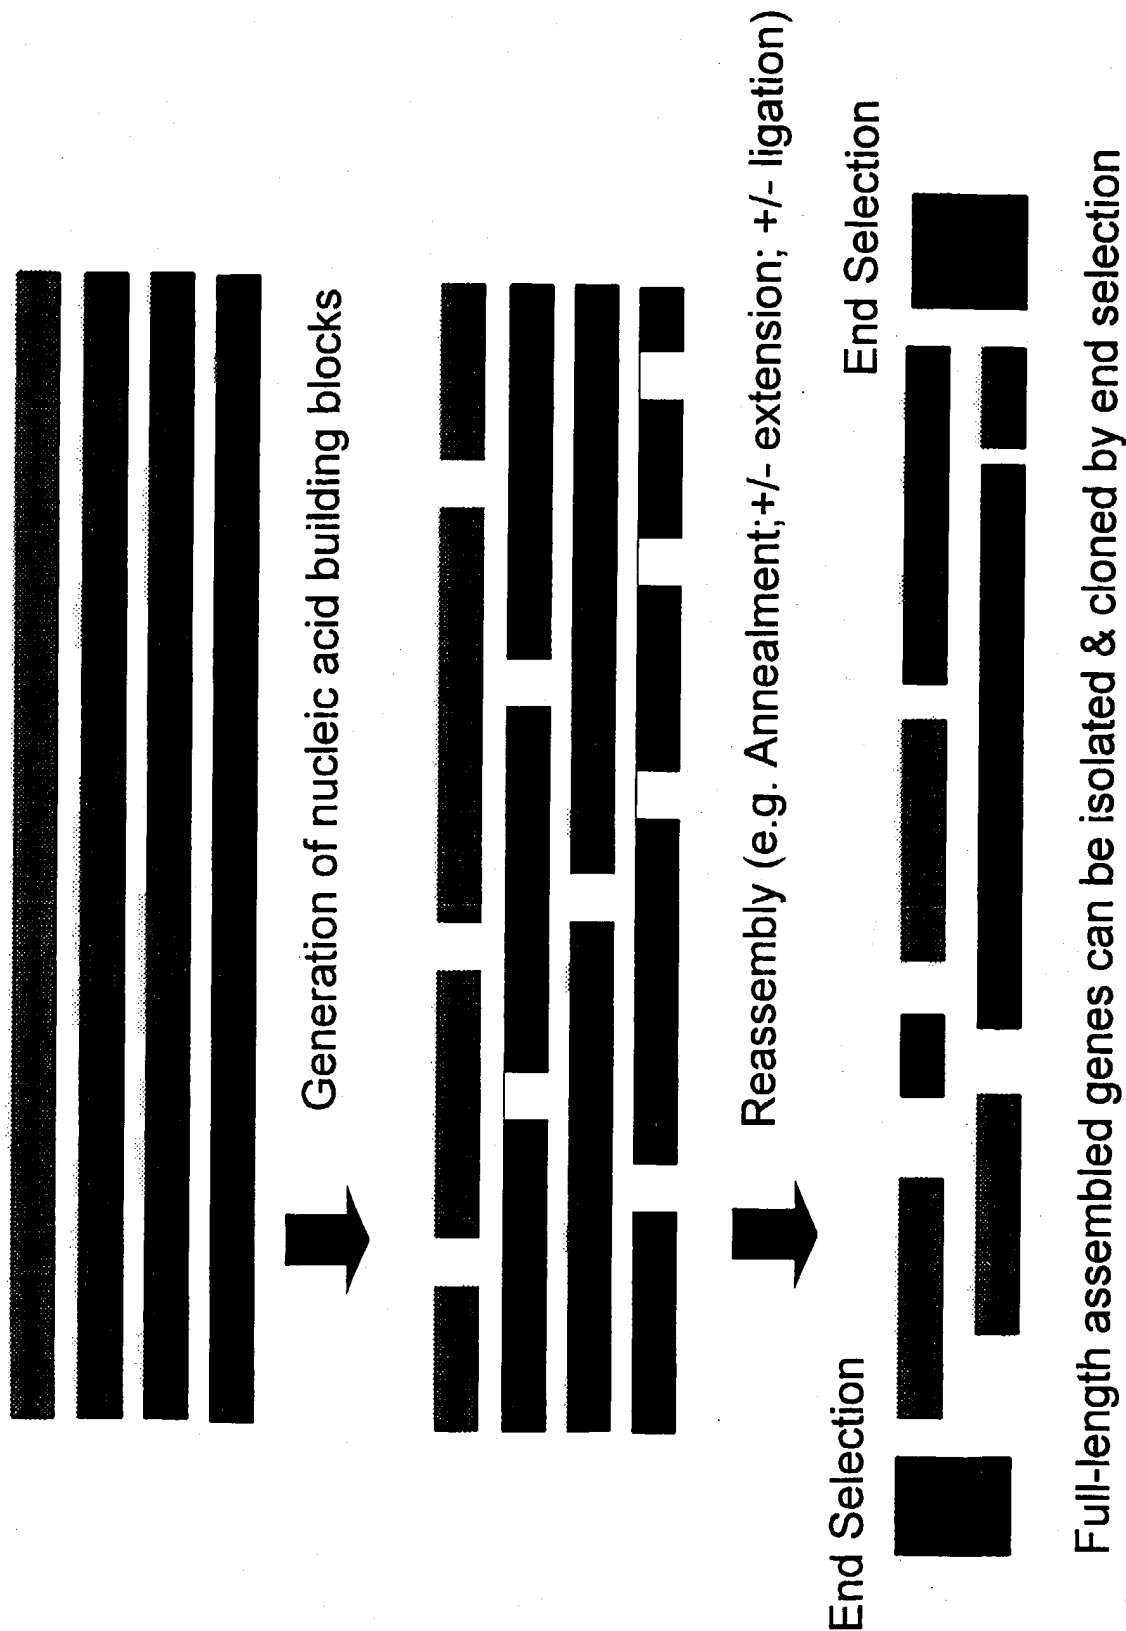 Generation of nucleic acid building blocks
Reassembly (e.g. Annealment;+/- extension; +/- ligation)
End Selection
End Selection
Full-length assembled genes can be isolated & cloned by end selection